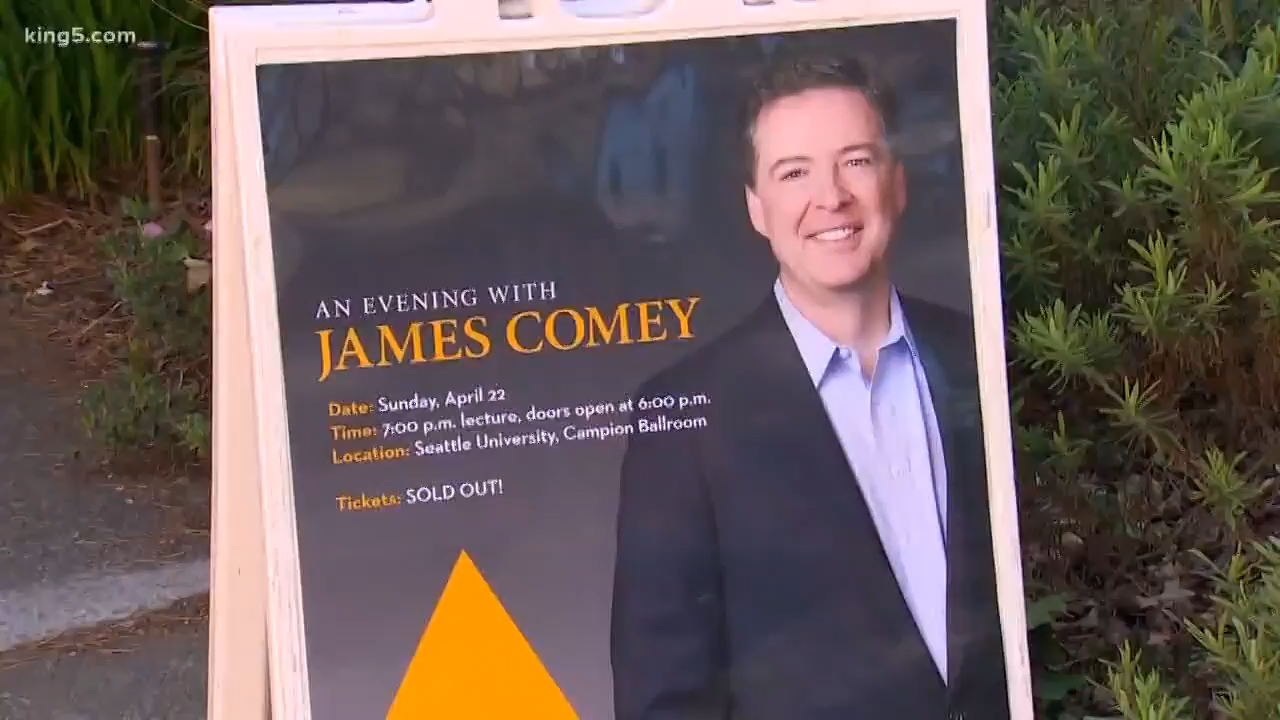 king5.com
AN EVENING WITH
JAMES COMEY
Date: Sunday, April 22
Time: 7:00 p.m. lecture, doors open at 6:00 p.m.
Location: Seattle University, Campion Ballroom
Tickets: SOLD OUT!